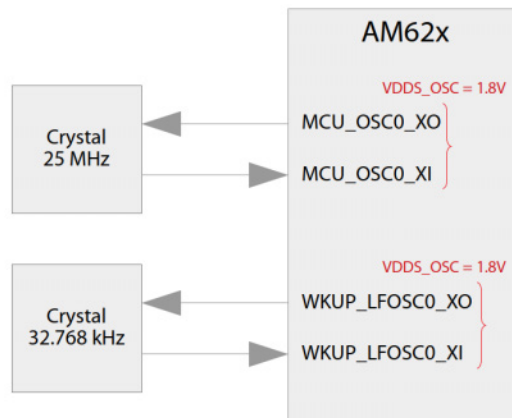 AM62x
VDDS_OSC = 1.8V
Crystal
25 MHz
MCU_OSC0_XO
MCU_OSC0_XI
VDDS_OSC = 1.8V
Crystal
32.768 kHz
WKUP_LFOSC0_XO
WKUP_LFOSC0_XI